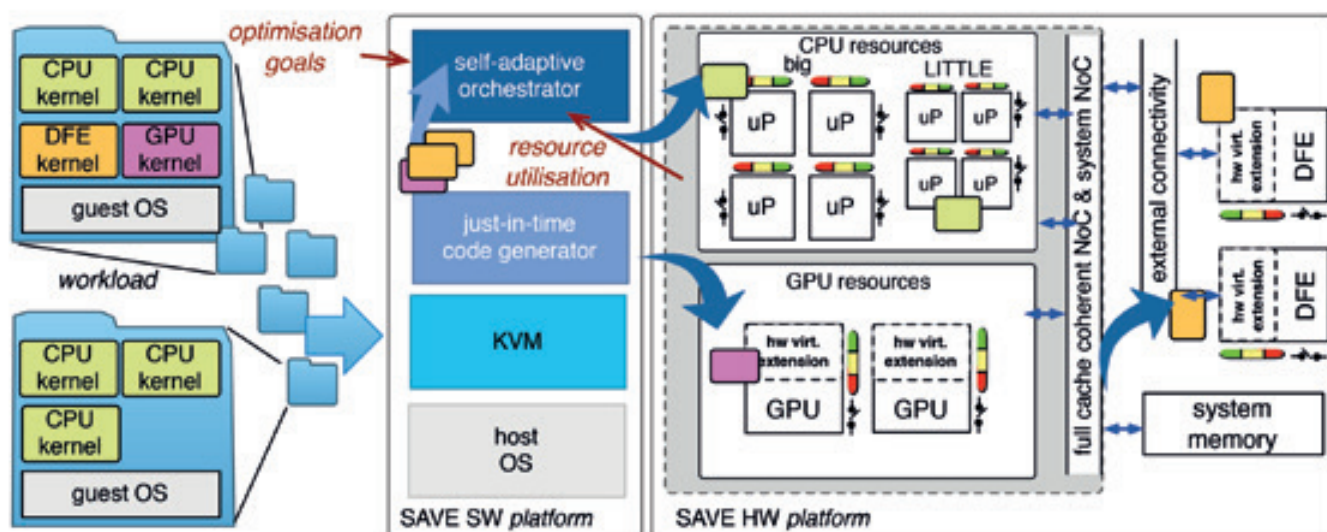 optimisation
goals
CPU
kernel
CPU
kernel
DFE
kernel
GPU
kernel
guest OS
workload
CPU
kernel
CPU
kernel
CPU
kernel
guest OS
self-adaptive
orchestrator
resource
utilisation
just-in-time
code generator
KVM
host
OS
SAVE SW platform
CPU resources
big
LITTLE
uP
uP
uP
uP
uP
uP
uP
uP
GPU resources
hw virt.
extension
GPU
hw virt.
extension
GPU
full cache coherent NoC & system NoC
external connectivity
hw virt.
extension
DFE
hw virt.
extension
DFE
system
memory
SAVE HW platform